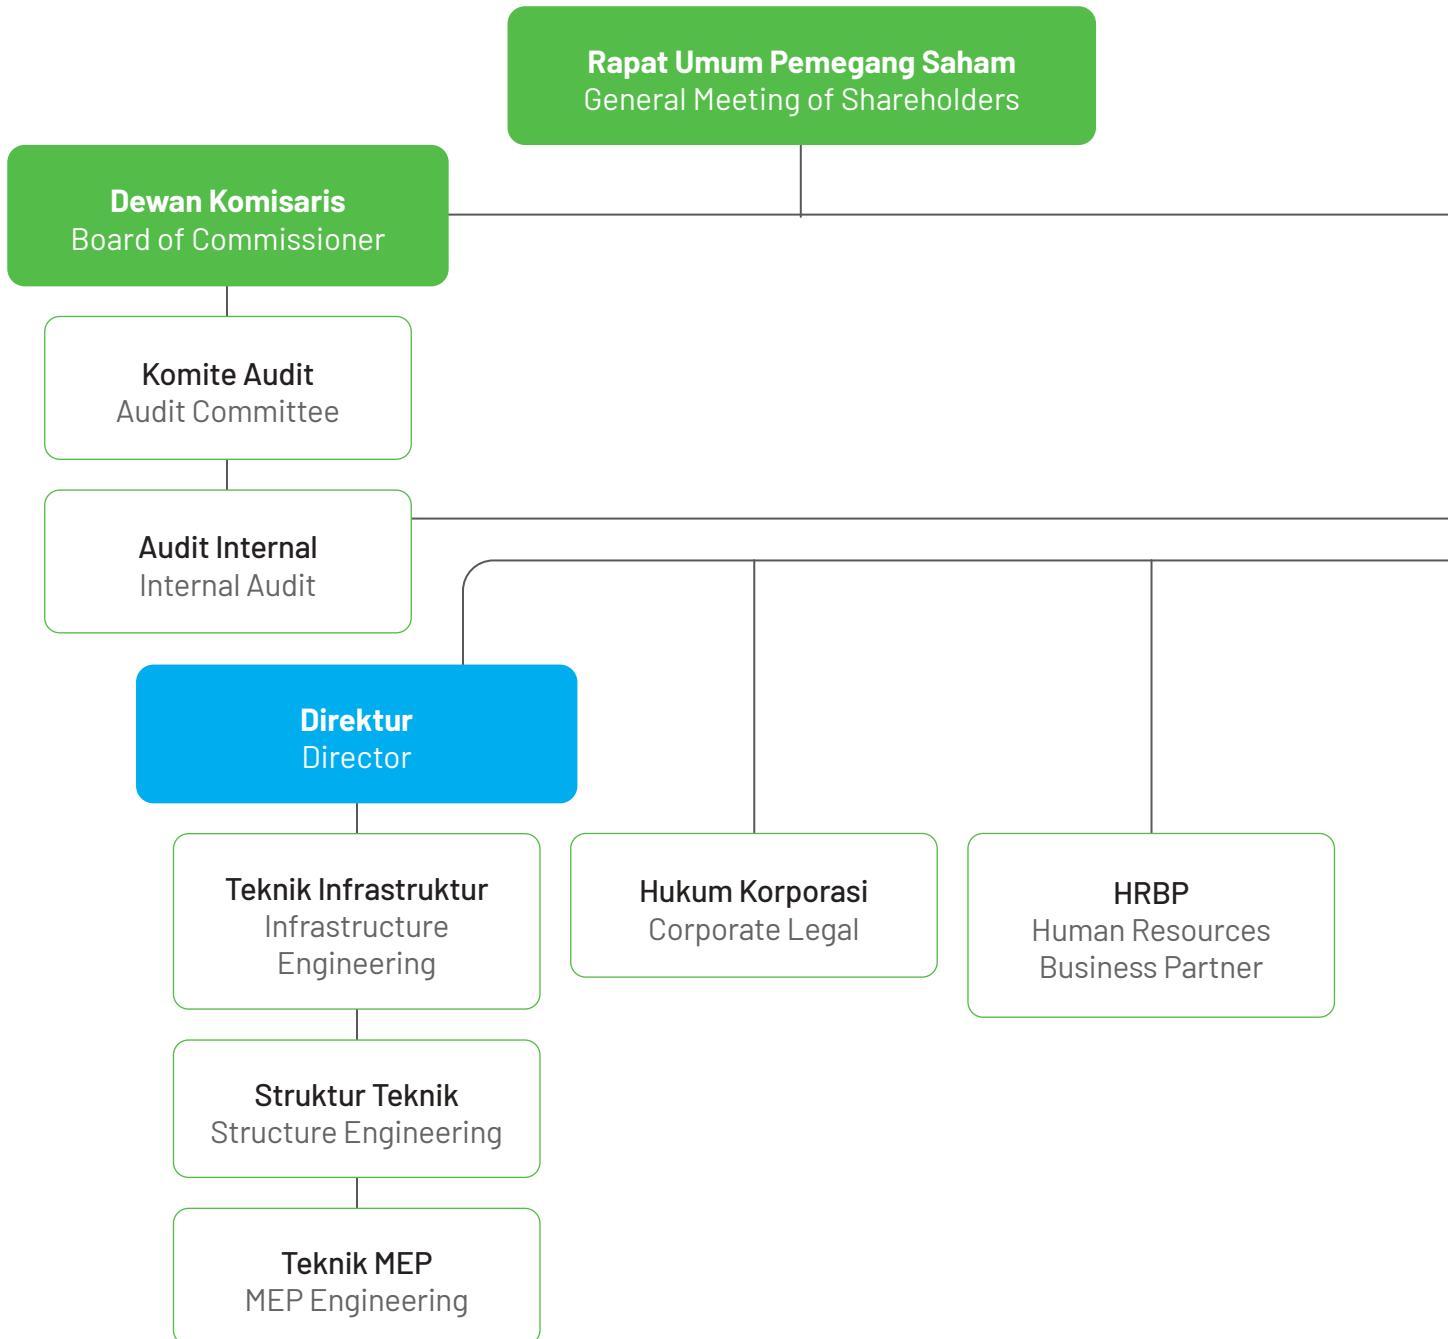 Rapat Umum Pemegang Saham
General Meeting of Shareholders
Dewan Komisaris
Board of Commissioner
Komite Audit
Audit Committee
Audit Internal
Internal Audit
Direktur
Director
Teknik Infrastruktur
Infrastructure
Engineering
Hukum Korporasi
Corporate Legal
HRBP
Human Resources
Business Partner
Struktur Teknik
Structure Engineering
Teknik MEP
MEP Engineering